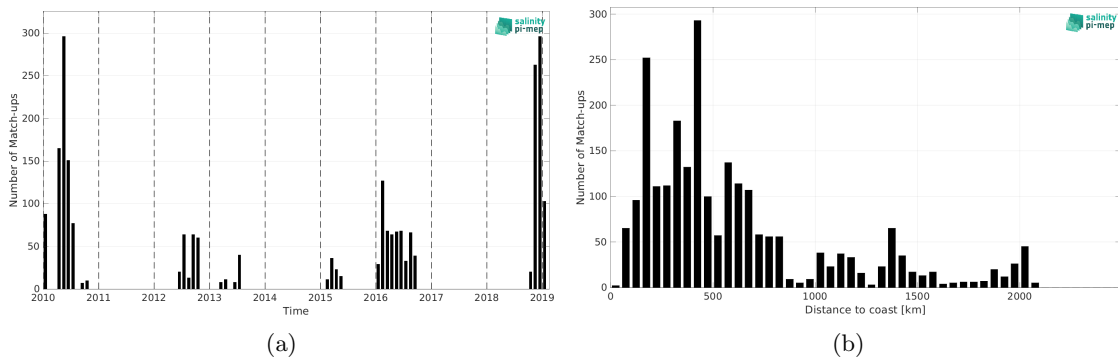 salinity
pi-mep
300
250
200
150
100
50
0
Number of Match-ups
2010 2011 2012 2013 2014 2015 2016 2017 2018 2019
Time
(a)
salinity
pi-mep
300
250
200
150
100
50
0
Number of Match-ups
0 500 1000 1500 2000
Distance to coast [km]
(b)